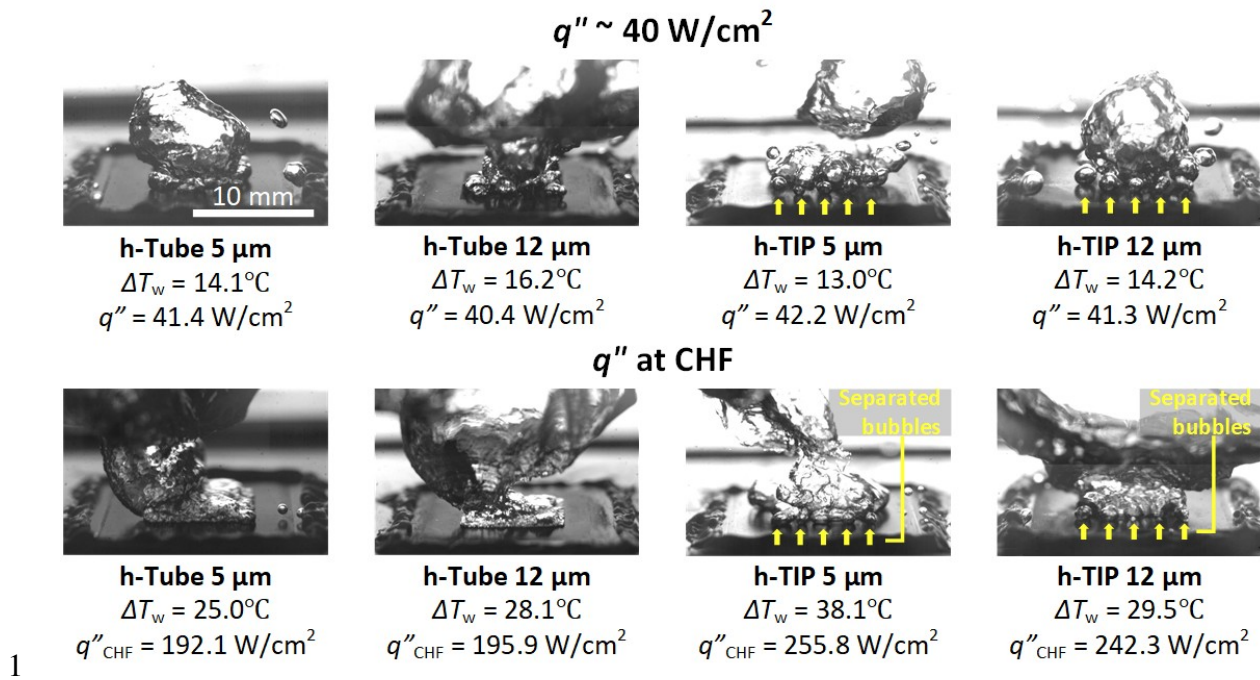 q″ ~ 40 W/cm²
10 mm
h-Tube 5 μm
ΔTw = 14.1°C
q″ = 41.4 W/cm²
h-Tube 12 μm
ΔTw = 16.2°C
q″ = 40.4 W/cm²
h-TIP 5 μm
ΔTw = 13.0°C
q″ = 42.2 W/cm²
h-TIP 12 μm
ΔTw = 14.2°C
q″ = 41.3 W/cm²
q″ at CHF
Separated
bubbles
Separated
bubbles
h-Tube 5 μm
ΔTw = 25.0°C
q″CHF = 192.1 W/cm²
h-Tube 12 μm
ΔTw = 28.1°C
q″CHF = 195.9 W/cm²
h-TIP 5 μm
ΔTw = 38.1°C
q″CHF = 255.8 W/cm²
h-TIP 12 μm
ΔTw = 29.5°C
q″CHF = 242.3 W/cm²
1